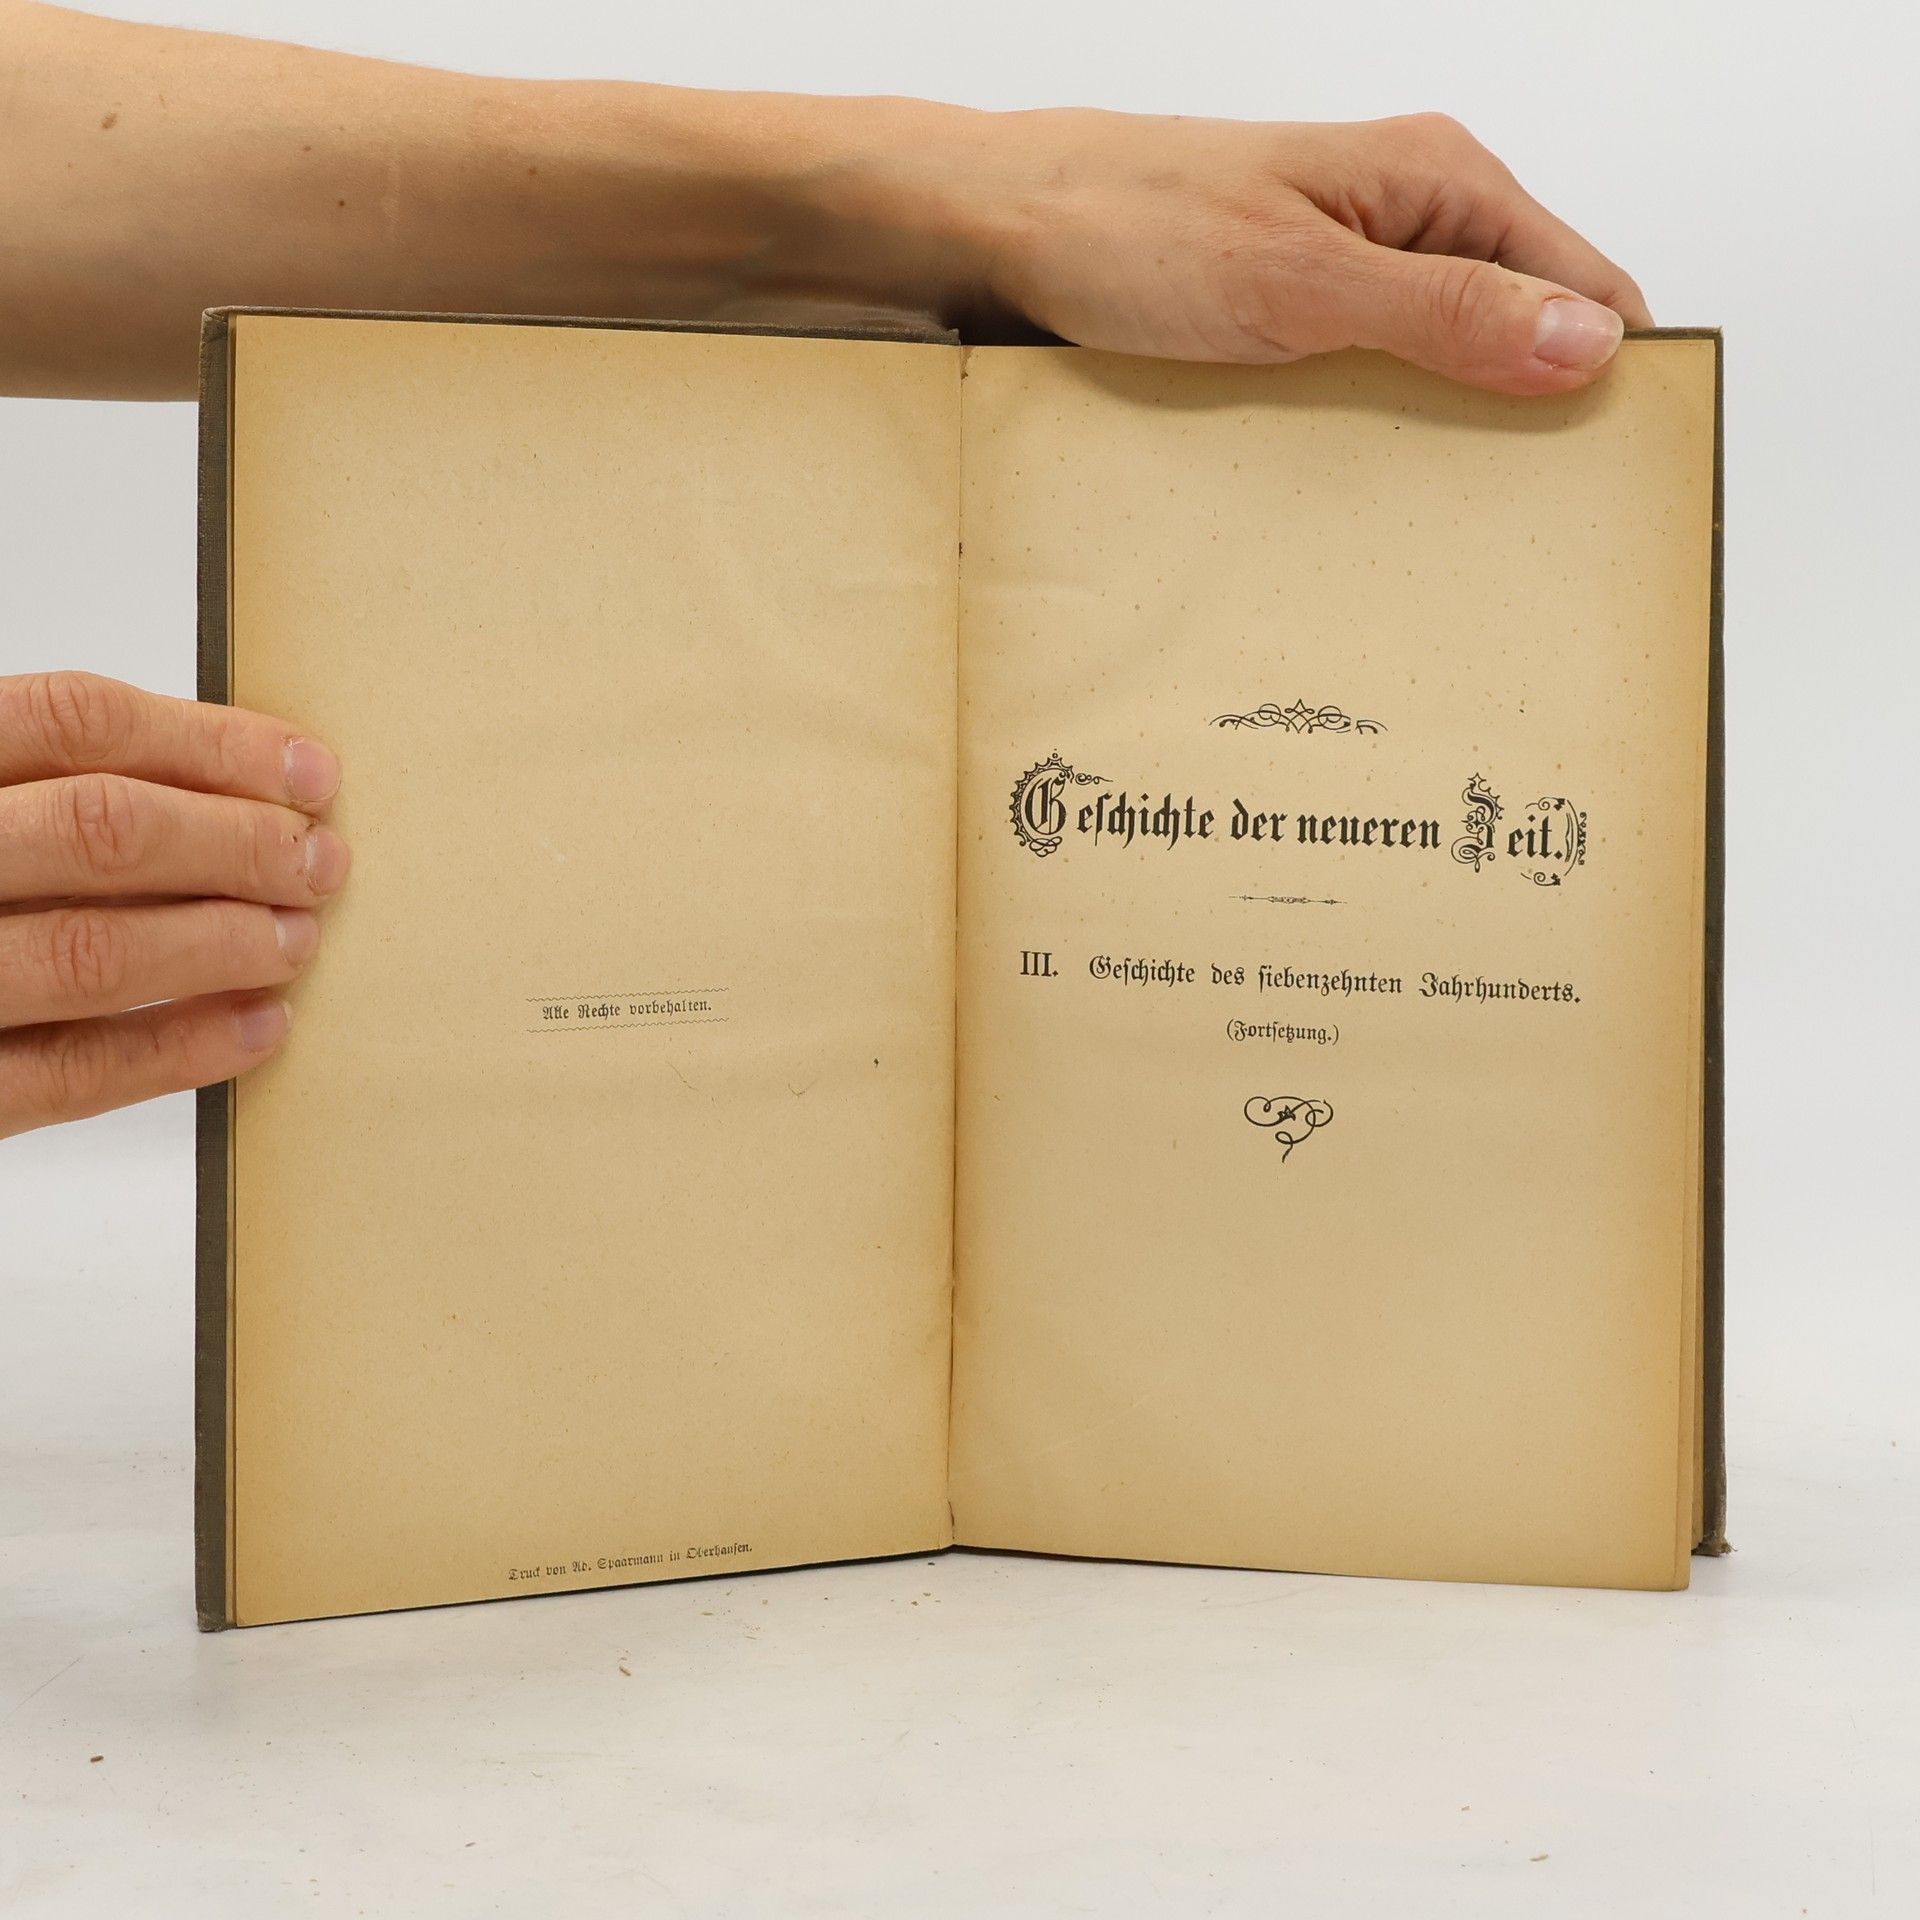 Alle Rechte vorbehalten.
Druck von Ad. Spaarmann in Oberhausen.
Geschichte der neueren Zeit.
III. Geschichte des siebenzehnten Jahrhunderts.
(Fortsetzung.)